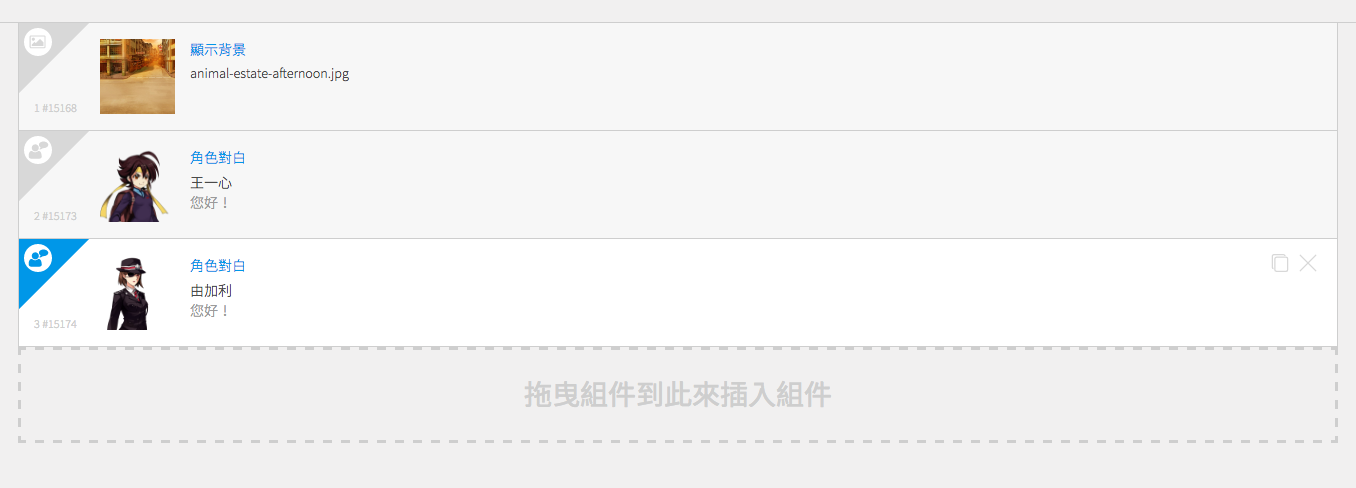 顯示背景
animal-estate-afternoon.jpg
1 #15168
角色對白
王一心
您好！
2 #15173
角色對白
由加利
您好！
3 #15174
拖曳組件到此來插入組件